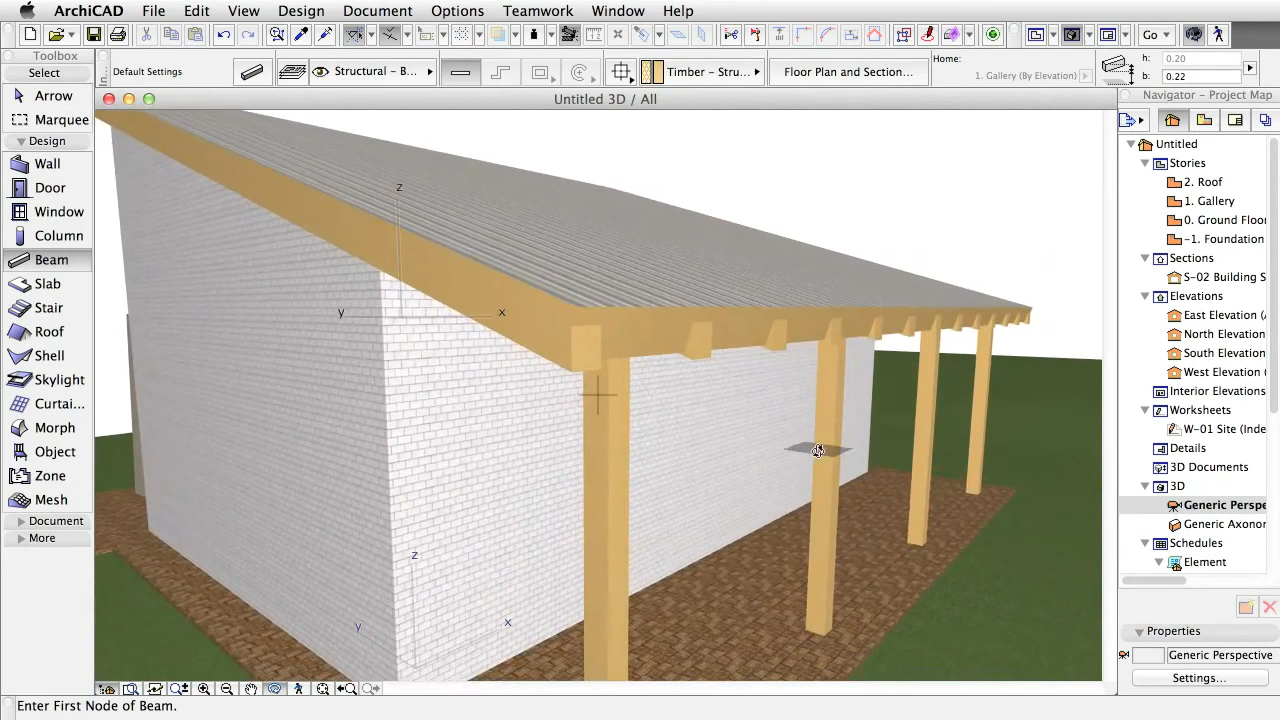 ArchiCAD File Edit View Design Document Options Teamwork Window Help
Go
Toolbox
Select
Arrow
Marquee
Design
Wall
Door
Window
Column
Beam
Slab
Stair
Roof
Shell
Skylight
Curtai...
Morph
Object
Zone
Mesh
Document
More
Default Settings
Structural - B...
Timber - Stru...
Floor Plan and Section...
Home:
1. Gallery (By Elevation)
h: 0.20
b: 0.22
Untitled 3D / All
z
y
x
z
y
x
Navigator - Project Map
Untitled
Stories
2. Roof
1. Gallery
0. Ground Floo
-1. Foundation
Sections
S-02 Building S
Elevations
East Elevation (
North Elevation
South Elevation
West Elevation (
Interior Elevations
Worksheets
W-01 Site (Inde
Details
3D Documents
3D
Generic Perspe
Generic Axonor
Schedules
Element
Properties
Generic Perspective
Settings...
Enter First Node of Beam.